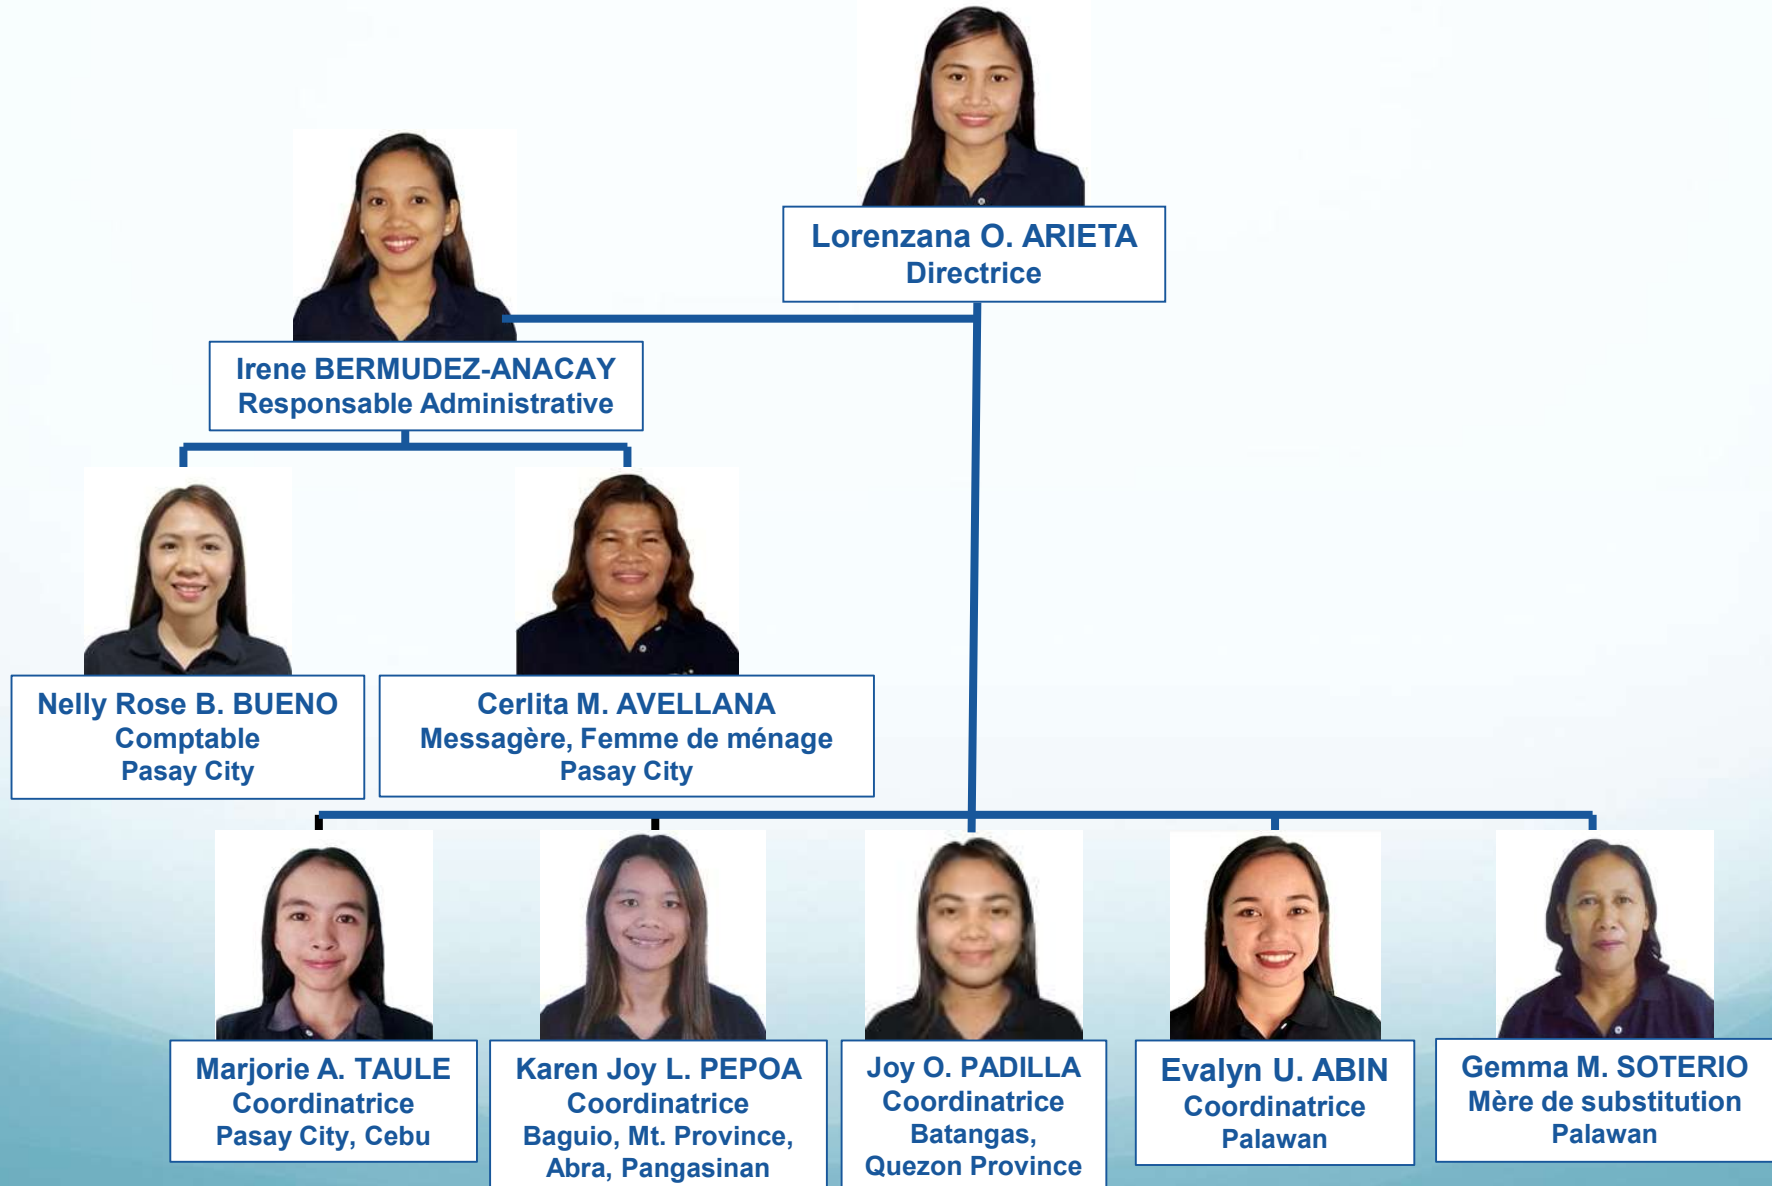 Lorenzana O. ARIETA
Directrice
Irene BERMUDEZ-ANACAY
Responsable Administrative
Nelly Rose B. BUENO
Comptable
Pasay City
Cerlita M. AVELLANA
Messagère, Femme de ménage
Pasay City
Marjorie A. TAULE
Coordinatrice
Pasay City, Cebu
Karen Joy L. PEPOA
Coordinatrice
Baguio, Mt. Province,
Abra, Pangasinan
Joy O. PADILLA
Coordinatrice
Batangas,
Quezon Province
Evalyn U. ABIN
Coordinatrice
Palawan
Gemma M. SOTERIO
Mère de substitution
Palawan